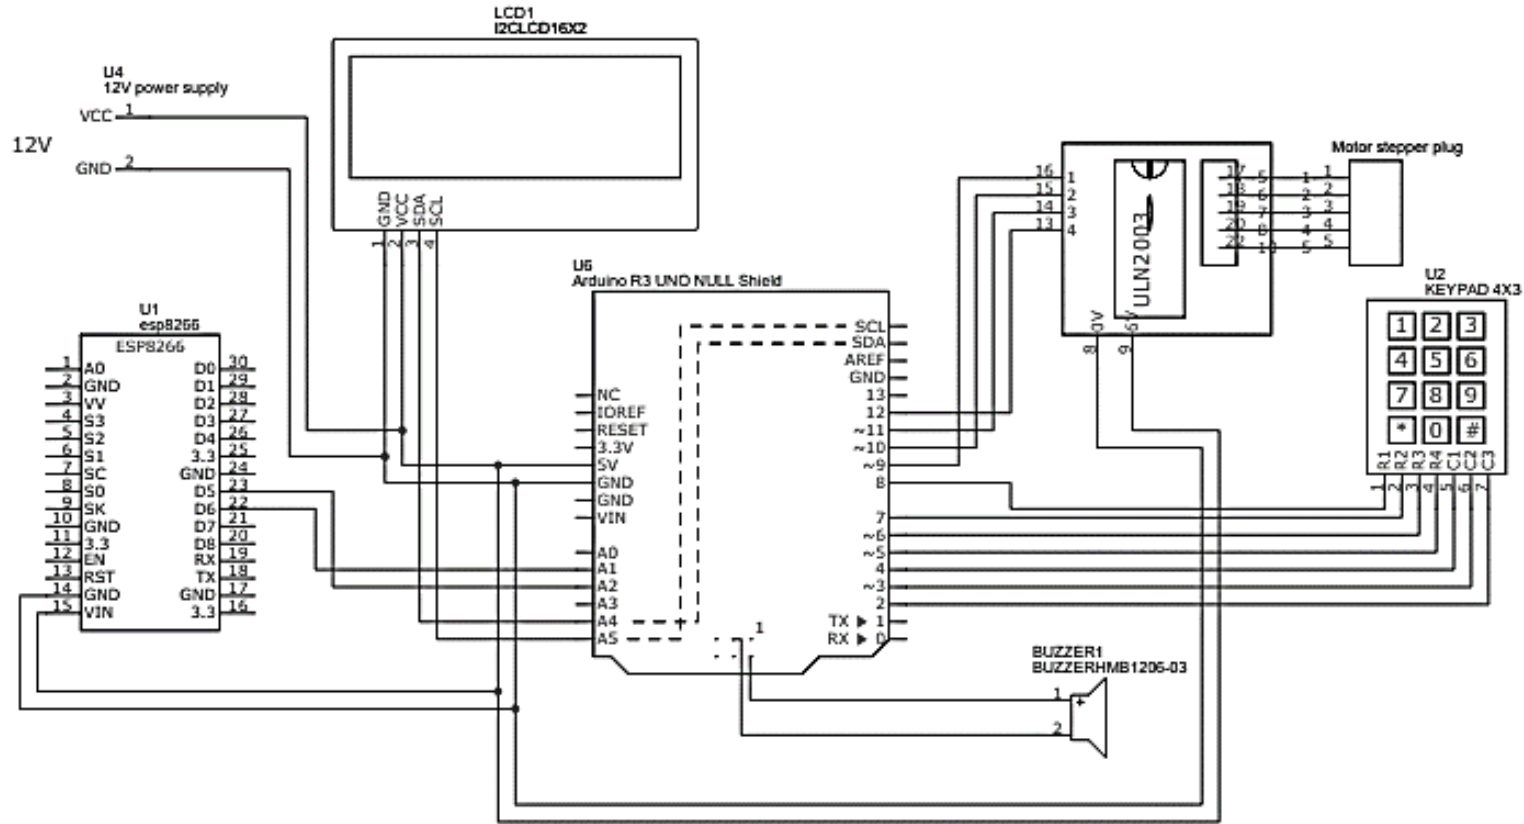 LCD1
I2CLCD16X2
U4
12V power supply
VCC 1
12V
GND 2
GND VCC SDA SCL
1 2 3 4
U1
esp8266
ESP8266
1 A0 D0 30
2 GND D1 29
3 VV D2 28
4 S3 D3 27
5 S2 D4 26
6 S1 3.3 25
7 SC GND 24
8 S0 D5 23
9 SK D6 22
10 GND D7 21
11 3.3 D8 20
12 EN RX 19
13 RST TX 18
14 GND GND 17
15 VIN 3.3 16
U6
Arduino R3 UNO NULL Shield
SCL
SDA
AREF
GND
NC 13
IOREF 12
RESET ~11
3.3V ~10
5V ~9
GND 8
GND
VIN 7
~6
A0 ~5
A1 4
A2 ~3
A3 2
A4 TX 1
A5 RX 0
1
16 1
15 2
14 3
13 4
ULN2003
0V 6V
8 9
17 5 1 1
18 6 2 2
19 7 3 3
20 8 4 4
22 5 5
Motor stepper plug
U2
KEYPAD 4X3
1 2 3
4 5 6
7 8 9
* 0 #
R1 R2 R3 R4 C1 C2 C3
1 2 3 4 5 6 7
BUZZER1
BUZZERHMB1206-03
1 +
2